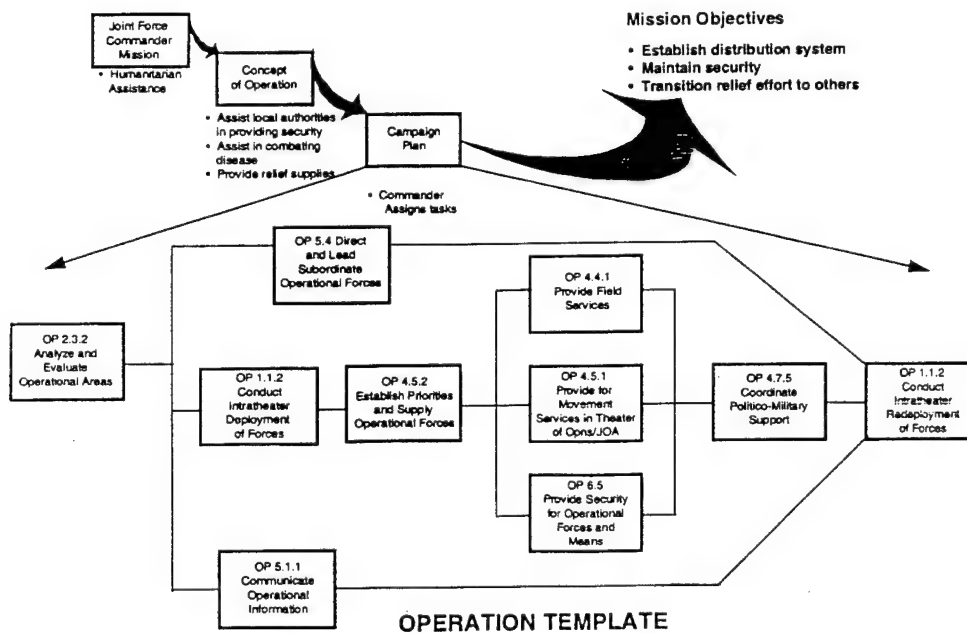 Joint Force
Commander
Mission
• Humanitarian
Assistance
Concept
of Operation
• Assist local authorities
in providing security
• Assist in combating
disease
• Provide relief supplies
Campaign
Plan
• Commander
Assigns tasks
Mission Objectives
• Establish distribution system
• Maintain security
• Transition relief effort to others
OP 2.3.2
Analyze and
Evaluate
Operational Areas
OP 5.4 Direct
and Lead
Subordinate
Operational Forces
OP 1.1.2
Conduct
Intratheater
Deployment
of Forces
OP 4.5.2
Establish Priorities
and Supply
Operational Forces
OP 4.4.1
Provide Field
Services
OP 4.5.1
Provide for
Movement
Services in Theater
of Opns/JOA
OP 6.5
Provide Security
for Operational
Forces and
Means
OP 4.7.5
Coordinate
Politico-Military
Support
OP 1.1.2
Conduct
Intratheater
Redeployment
of Forces
OP 5.1.1
Communicate
Operational
Information
OPERATION TEMPLATE